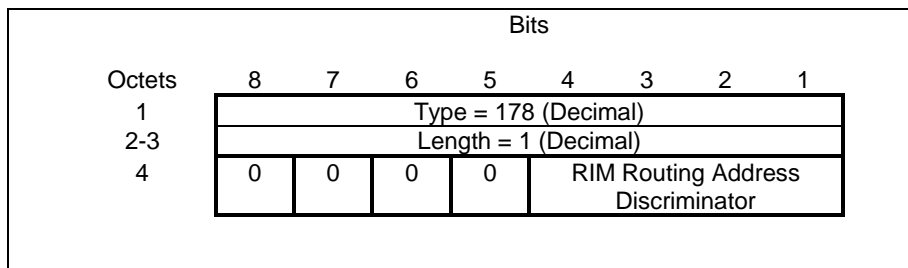 Bits
Octets 8 7 6 5 4 3 2 1
1 Type = 178 (Decimal)
2-3 Length = 1 (Decimal)
4 0 0 0 0 RIM Routing Address
Discriminator